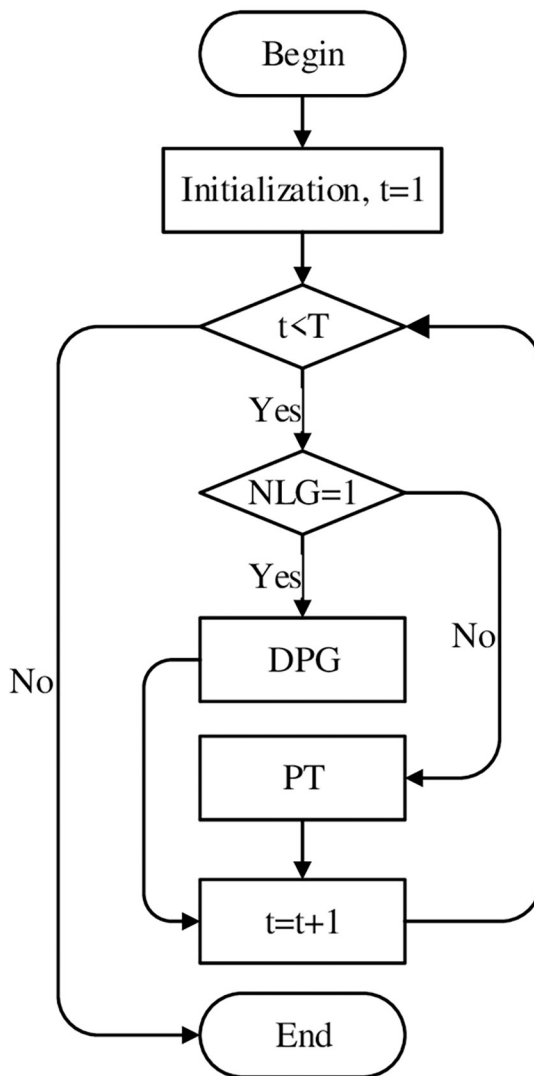 Begin
Initialization, t=1
t<T
Yes
NLG=1
Yes
DPG
No
No
PT
t=t+1
End